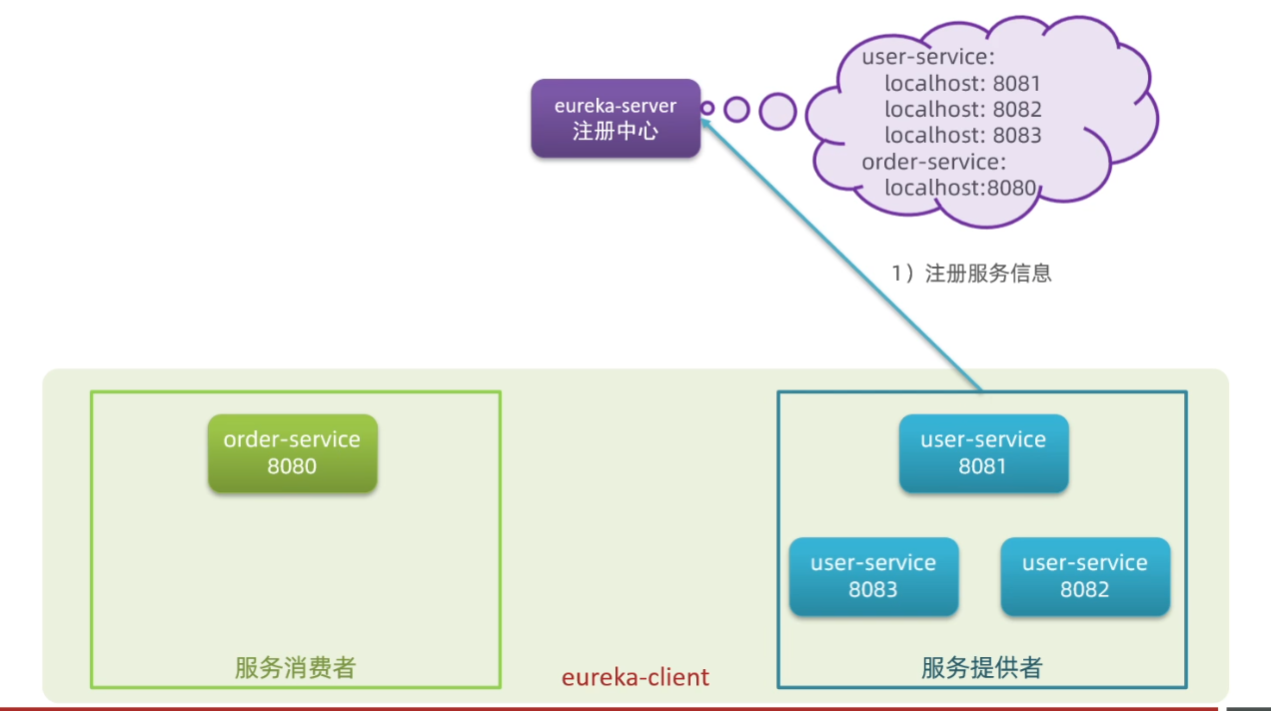 eureka-server
注册中心
user-service:
localhost: 8081
localhost: 8082
localhost: 8083
order-service:
localhost:8080
1）注册服务信息
order-service
8080
服务消费者
eureka-client
user-service
8081
user-service
8083
user-service
8082
服务提供者